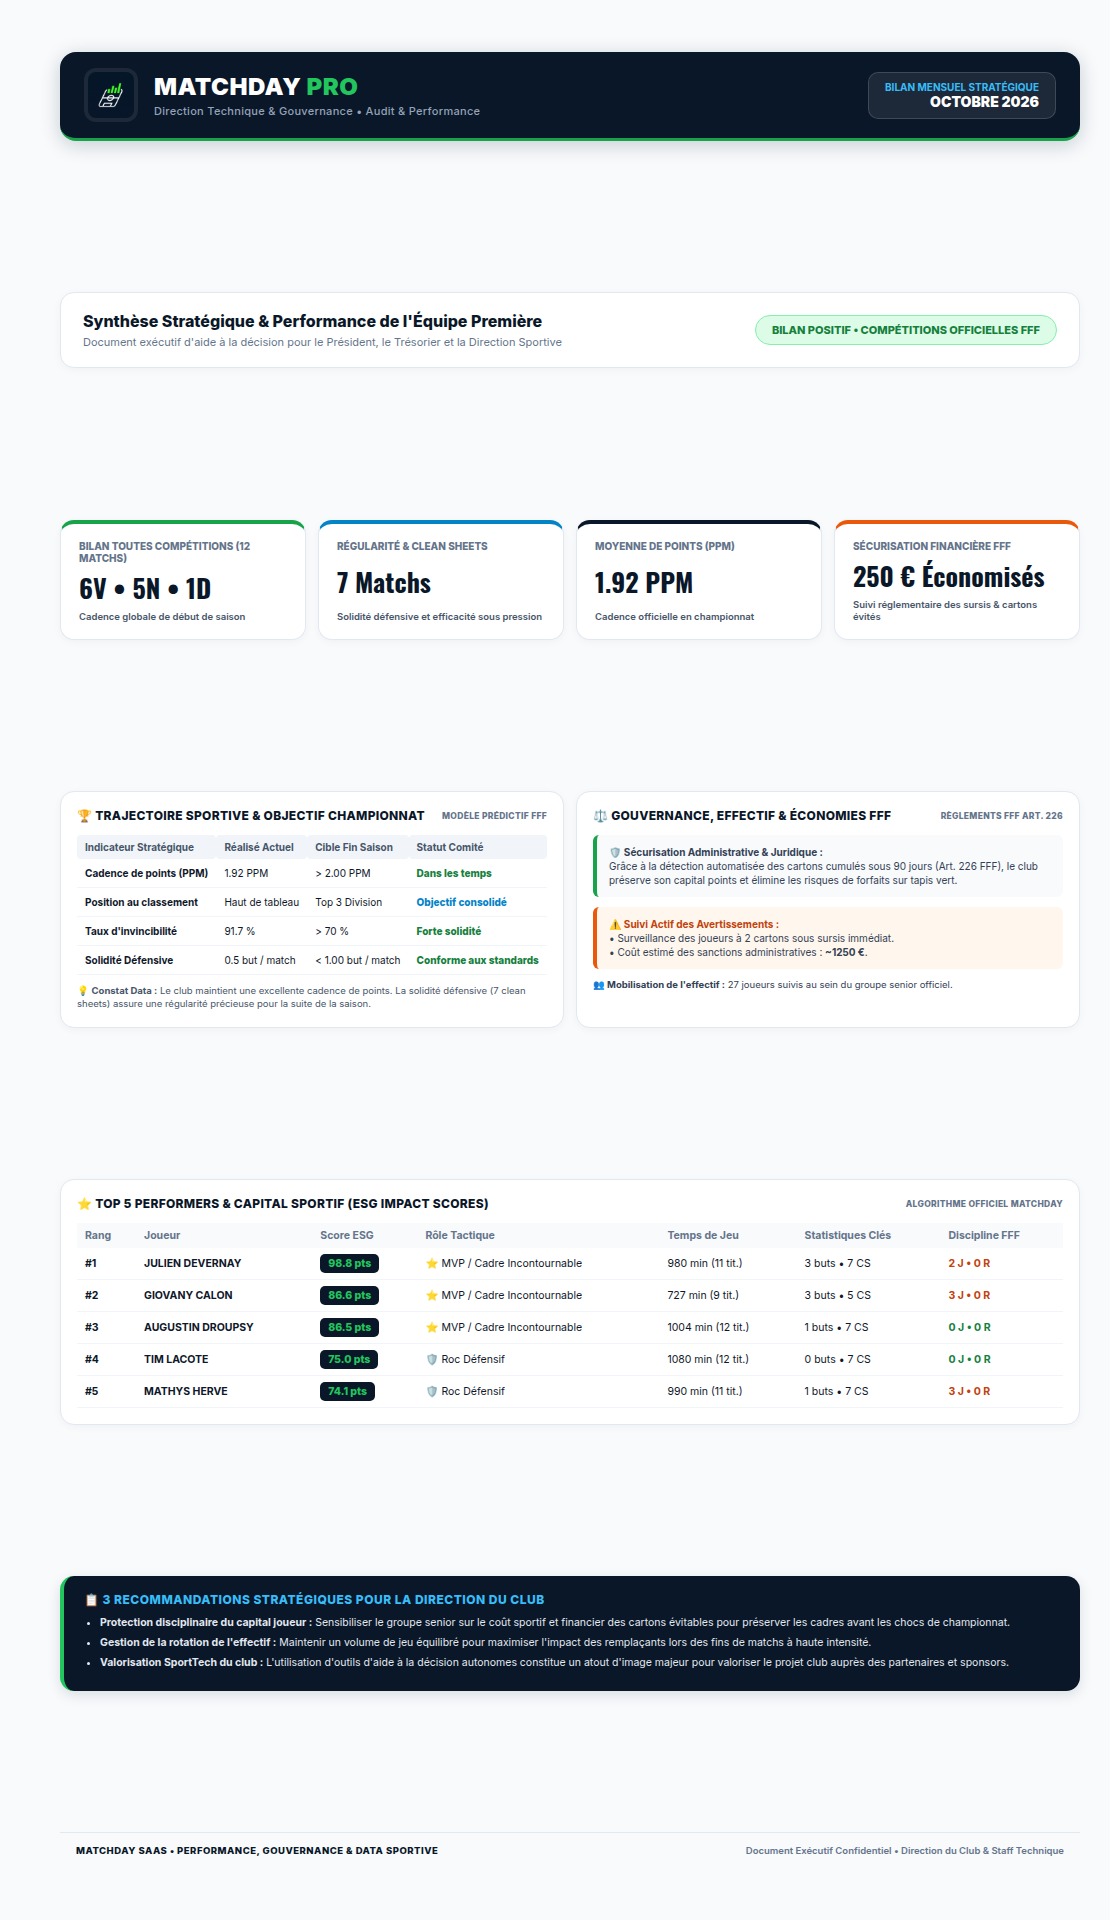 MATCHDAY PRO
Direction Technique & Gouvernance • Audit & Performance
BILAN MENSUEL STRATÉGIQUE
OCTOBRE 2026
Synthèse Stratégique & Performance de l'Équipe Première
Document exécutif d'aide à la décision pour le Président, le Trésorier et la Direction Sportive
BILAN POSITIF • COMPÉTITIONS OFFICIELLES FFF
BILAN TOUTES COMPÉTITIONS (12
MATCHS)
6V • 5N • 1D
Cadence globale de début de saison
RÉGULARITÉ & CLEAN SHEETS
7 Matchs
Solidité défensive et efficacité sous pression
MOYENNE DE POINTS (PPM)
1.92 PPM
Cadence officielle en championnat
SÉCURISATION FINANCIÈRE FFF
250 € Économisés
Suivi réglementaire des sursis & cartons
évités
🏆 TRAJECTOIRE SPORTIVE & OBJECTIF CHAMPIONNAT MODÈLE PRÉDICTIF FFF
Indicateur Stratégique Réalisé Actuel Cible Fin Saison Statut Comité
Cadence de points (PPM) 1.92 PPM > 2.00 PPM Dans les temps
Position au classement Haut de tableau Top 3 Division Objectif consolidé
Taux d'invincibilité 91.7 % > 70 % Forte solidité
Solidité Défensive 0.5 but / match < 1.00 but / match Conforme aux standards
💡 Constat Data : Le club maintient une excellente cadence de points. La solidité défensive (7 clean
sheets) assure une régularité précieuse pour la suite de la saison.
⚖️ GOUVERNANCE, EFFECTIF & ÉCONOMIES FFF RÈGLEMENTS FFF ART. 226
🛡️ Sécurisation Administrative & Juridique :
Grâce à la détection automatisée des cartons cumulés sous 90 jours (Art. 226 FFF), le club
préserve son capital points et élimine les risques de forfaits sur tapis vert.
⚠️ Suivi Actif des Avertissements :
• Surveillance des joueurs à 2 cartons sous sursis immédiat.
• Coût estimé des sanctions administratives : ~1250 €.
👥 Mobilisation de l'effectif : 27 joueurs suivis au sein du groupe senior officiel.
⭐ TOP 5 PERFORMERS & CAPITAL SPORTIF (ESG IMPACT SCORES) ALGORITHME OFFICIEL MATCHDAY
Rang Joueur Score ESG Rôle Tactique Temps de Jeu Statistiques Clés Discipline FFF
#1 JULIEN DEVERNAY 98.8 pts ⭐ MVP / Cadre Incontournable 980 min (11 tit.) 3 buts • 7 CS 2 J • 0 R
#2 GIOVANY CALON 86.6 pts ⭐ MVP / Cadre Incontournable 727 min (9 tit.) 3 buts • 5 CS 3 J • 0 R
#3 AUGUSTIN DROUPSY 86.5 pts ⭐ MVP / Cadre Incontournable 1004 min (12 tit.) 1 buts • 7 CS 0 J • 0 R
#4 TIM LACOTE 75.0 pts 🛡️ Roc Défensif 1080 min (12 tit.) 0 buts • 7 CS 0 J • 0 R
#5 MATHYS HERVE 74.1 pts 🛡️ Roc Défensif 990 min (11 tit.) 1 buts • 7 CS 3 J • 0 R
📋 3 RECOMMANDATIONS STRATÉGIQUES POUR LA DIRECTION DU CLUB
• Protection disciplinaire du capital joueur : Sensibiliser le groupe senior sur le coût sportif et financier des cartons évitables pour préserver les cadres avant les chocs de championnat.
• Gestion de la rotation de l'effectif : Maintenir un volume de jeu équilibré pour maximiser l'impact des remplaçants lors des fins de matchs à haute intensité.
• Valorisation SportTech du club : L'utilisation d'outils d'aide à la décision autonomes constitue un atout d'image majeur pour valoriser le projet club auprès des partenaires et sponsors.
MATCHDAY SAAS • PERFORMANCE, GOUVERNANCE & DATA SPORTIVE
Document Exécutif Confidentiel • Direction du Club & Staff Technique